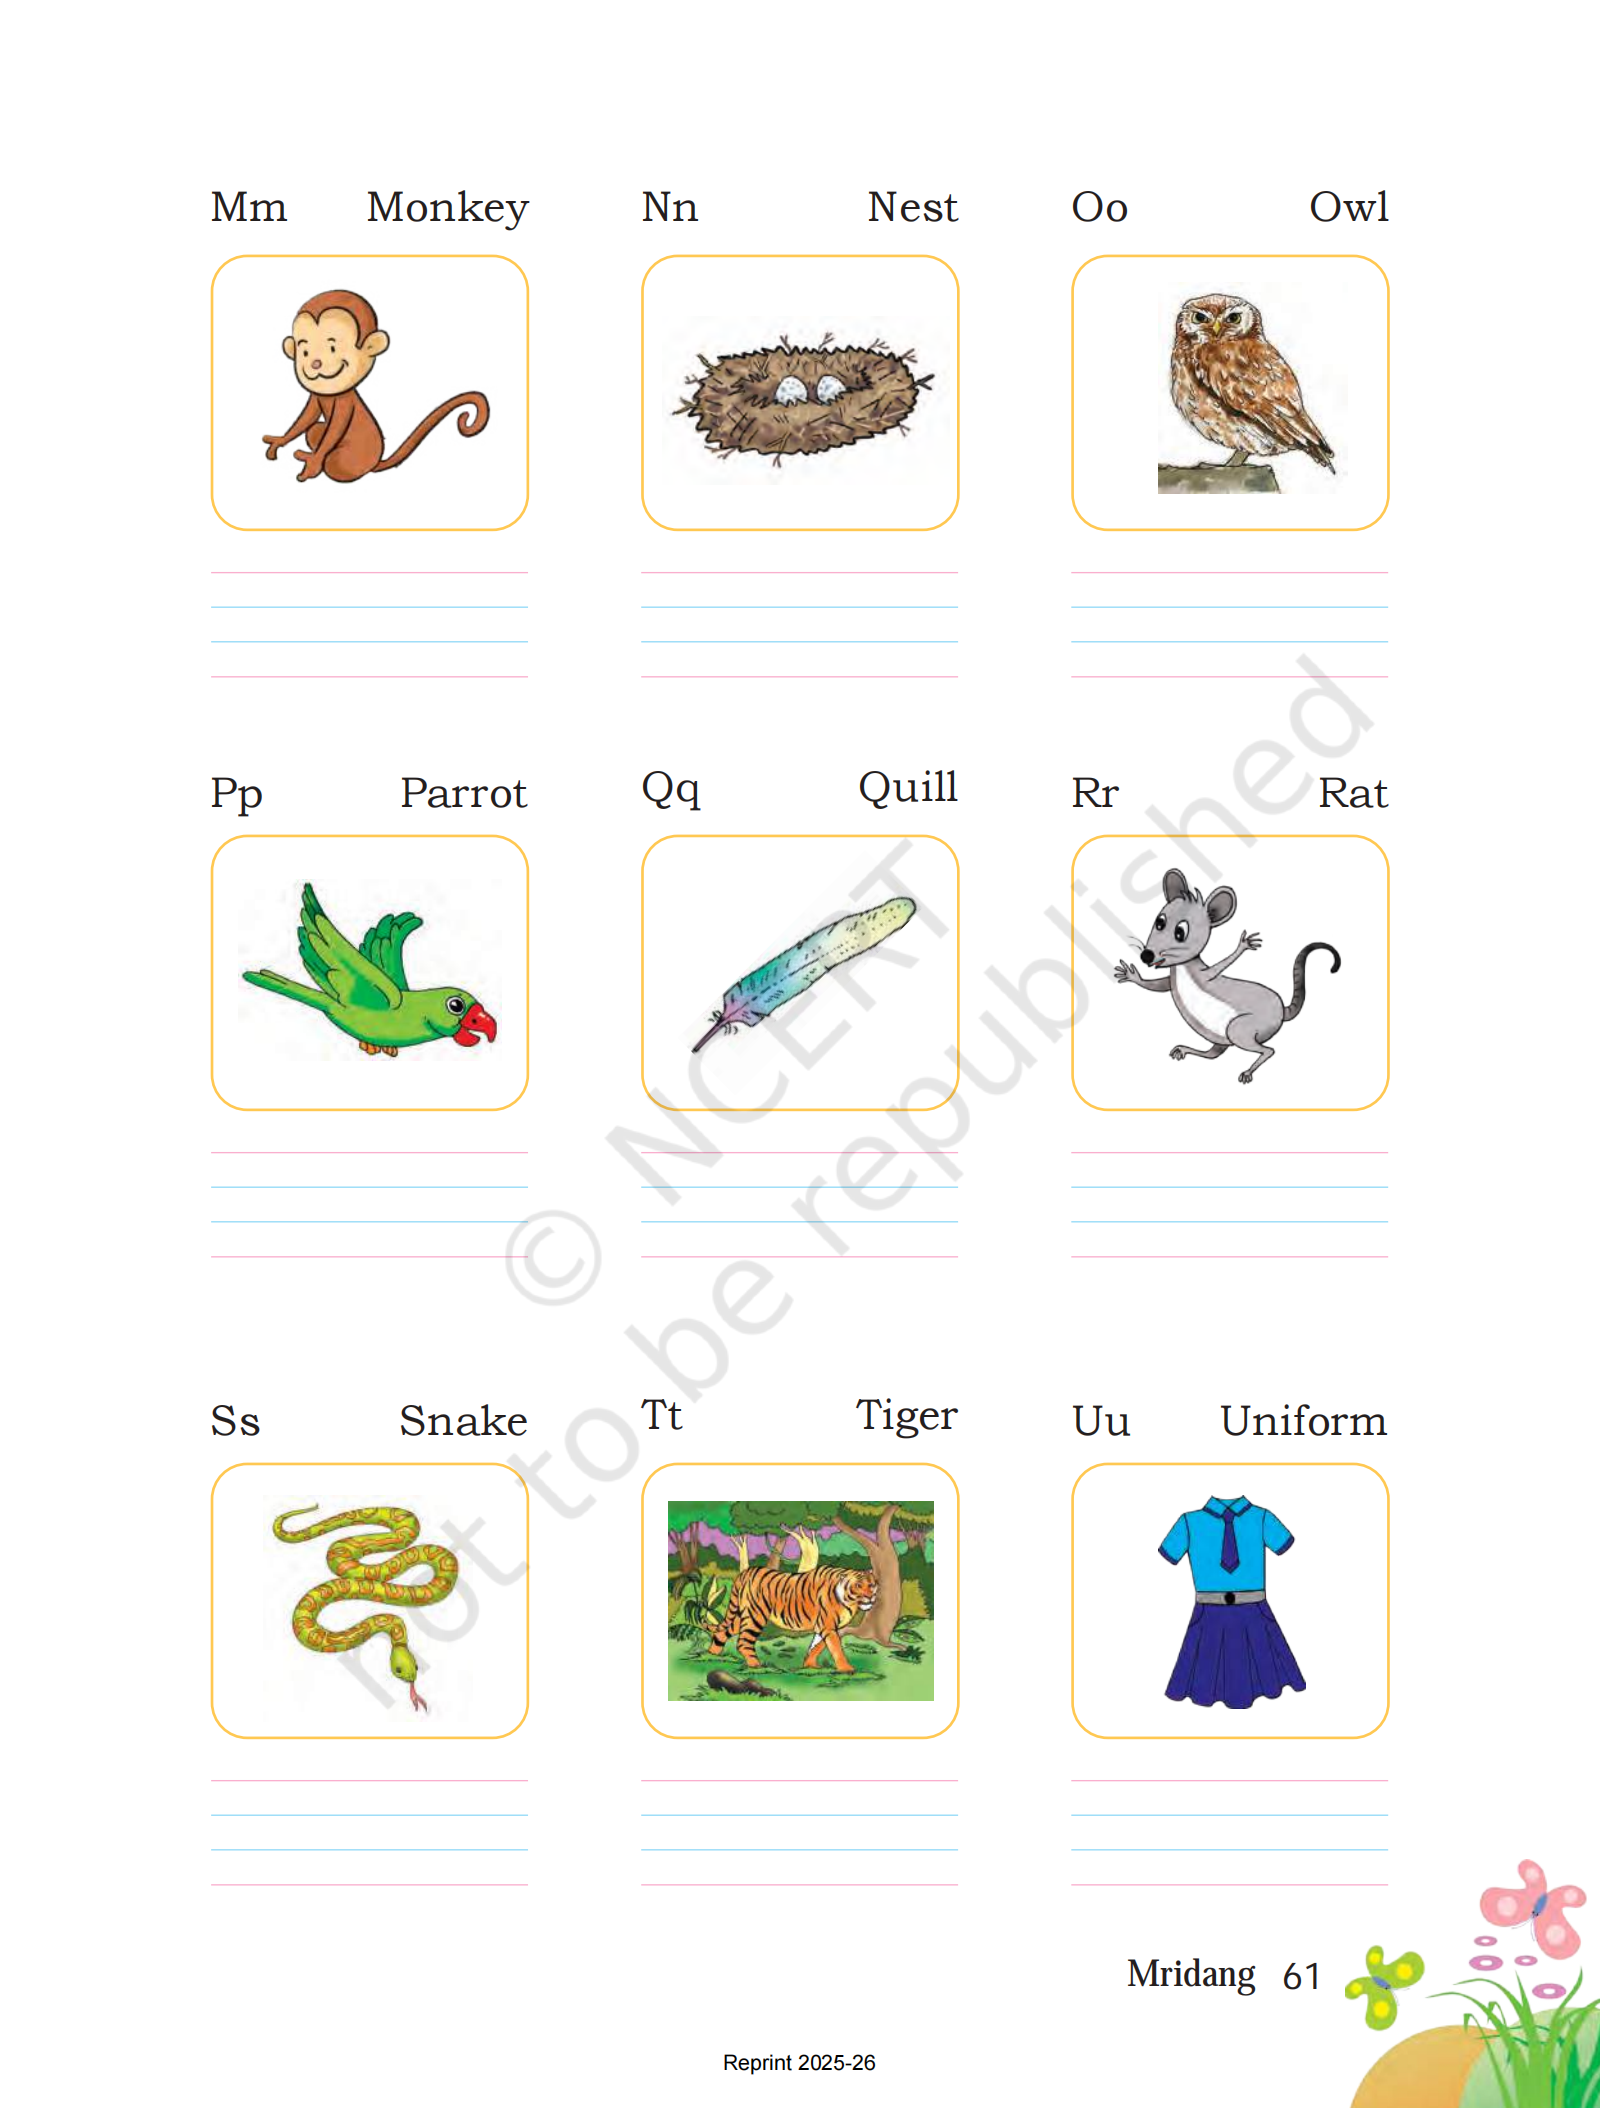 Mm Monkey Nn Nest Oo Owl
Pp Parrot Qq Quill Rr Rat
Ss Snake Tt Tiger Uu Uniform
© NCERT
not to be republished
Mridang 61
Reprint 2025-26